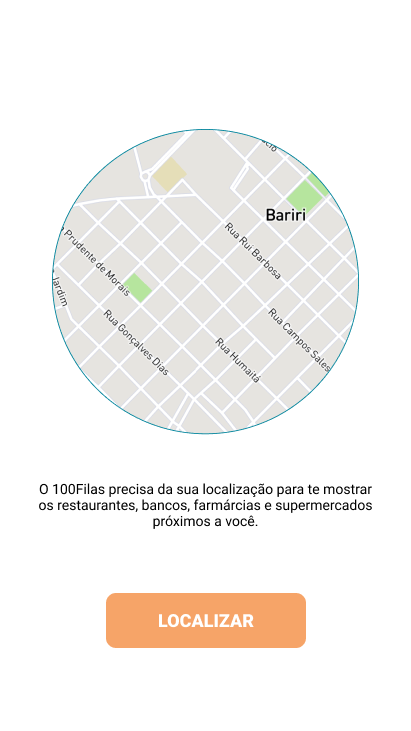 Bariri
Rua Rui Barbosa
Prudente de Morais
Jardim
Rua Gonçalves Dias
Rua Humaitá
Rua Campos Sales
O 100Filas precisa da sua localização para te mostrar
os restaurantes, bancos, farmárcias e supermercados
próximos a você.
LOCALIZAR